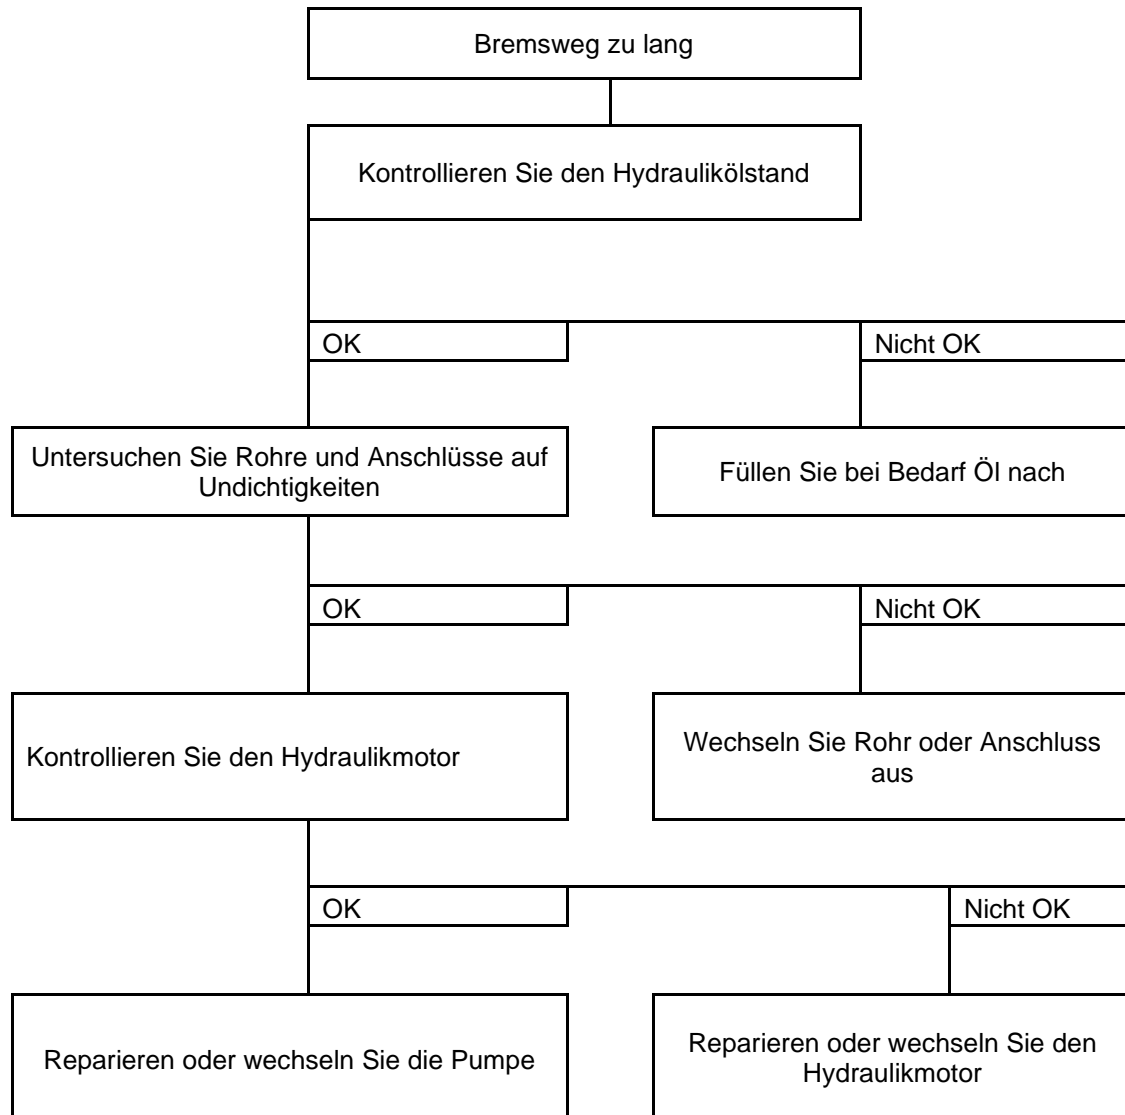 Bremsweg zu lang
Kontrollieren Sie den Hydraulikölstand
OK
Nicht OK
Untersuchen Sie Rohre und Anschlüsse auf
Undichtigkeiten
Füllen Sie bei Bedarf Öl nach
OK
Nicht OK
Kontrollieren Sie den Hydraulikmotor
Wechseln Sie Rohr oder Anschluss
aus
OK
Nicht OK
Reparieren oder wechseln Sie die Pumpe
Reparieren oder wechseln Sie den
Hydraulikmotor